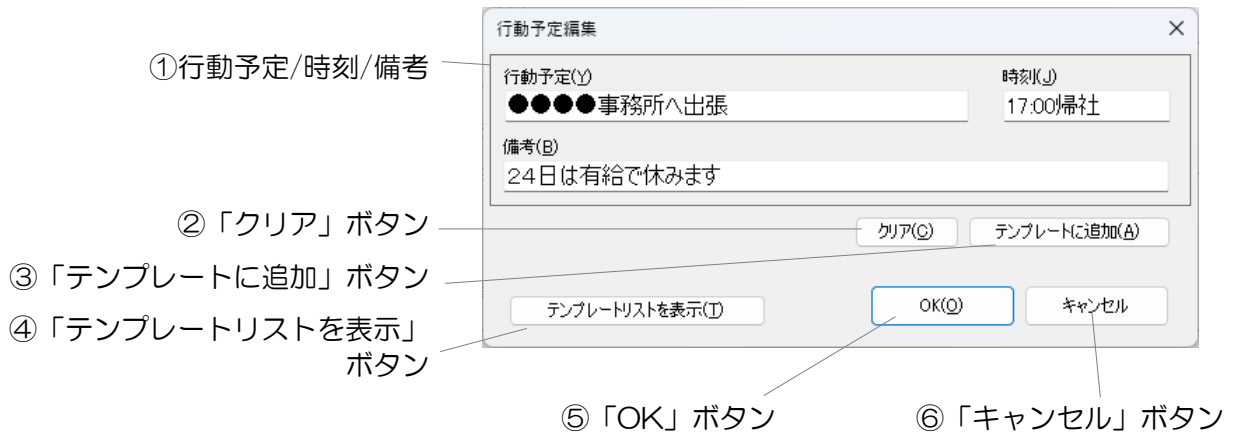 行動予定編集
①行動予定/時刻/備考
行動予定(Y) 時刻(J)
●●●●事務所へ出張 17:00帰社
備考(B)
24日は有給で休みます
②「クリア」ボタン
クリア(C) テンプレートに追加(A)
③「テンプレートに追加」ボタン
テンプレートリストを表示(T) OK(O) キャンセル
④「テンプレートリストを表示」
ボタン
⑤「OK」ボタン ⑥「キャンセル」ボタン